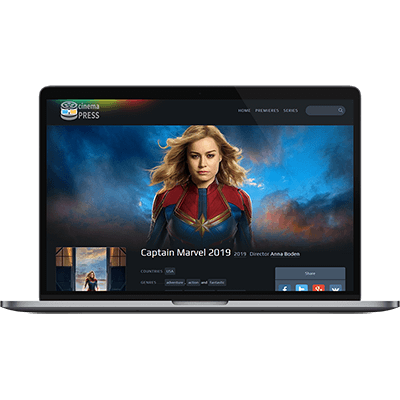 cinema
PRESS
HOME PREMIERES SERIES
Captain Marvel 2019 2019 Director Anna Boden
COUNTRIES USA
Share
GENRES adventure , action and fantastic